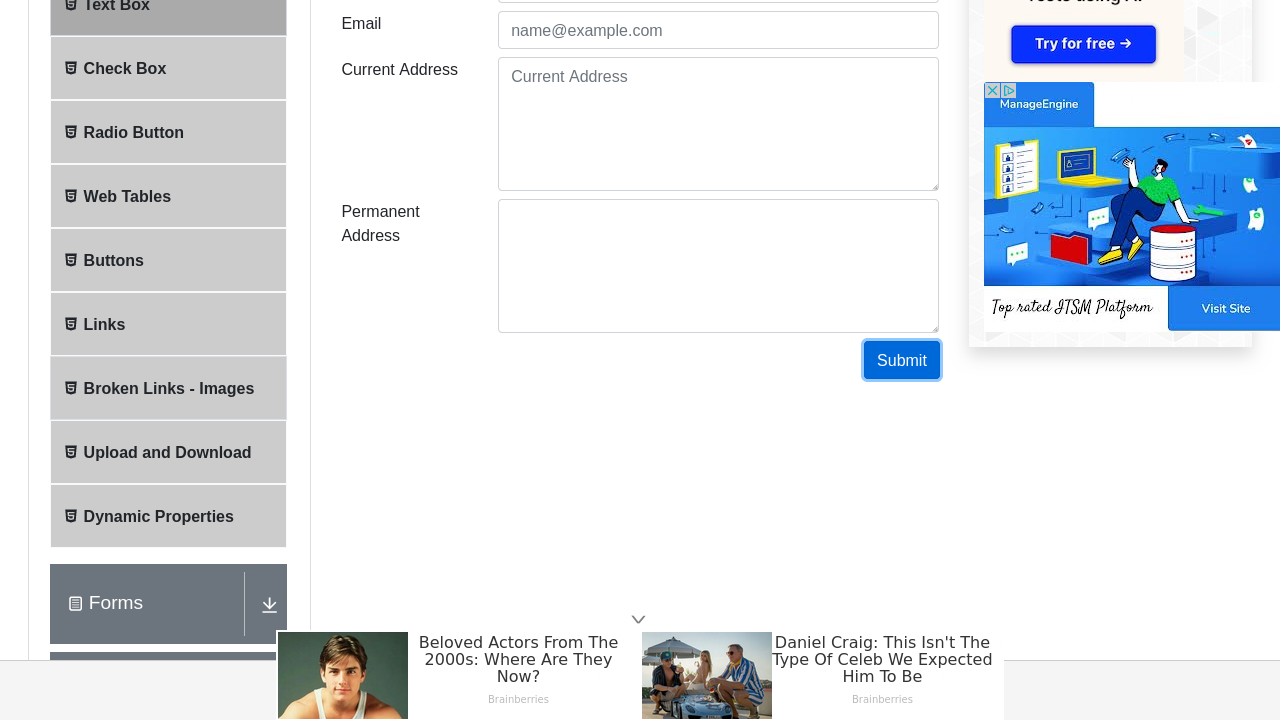 Text Box
Check Box
Radio Button
Web Tables
Buttons
Links
Broken Links - Images
Upload and Download
Dynamic Properties
Forms
Email
name@example.com
Current Address
Current Address
Permanent
Address
Submit
Try for free →
ManageEngine
Top rated ITSM Platform
Visit Site
Beloved Actors From The
2000s: Where Are They
Now?
Brainberries
Daniel Craig: This Isn't The
Type Of Celeb We Expected
Him To Be
Brainberries